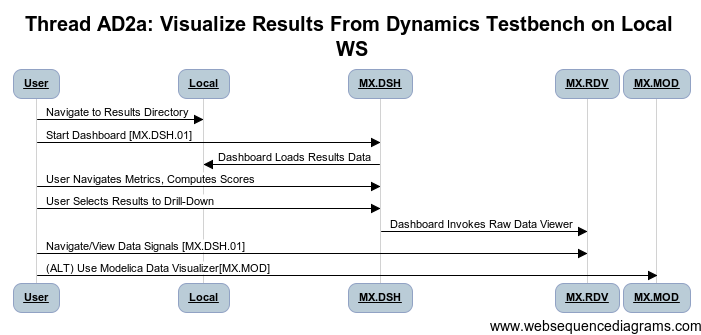 Thread AD2a: Visualize Results From Dynamics Testbench on Local
WS
User Local MX.DSH MX.RDV MX.MOD
Navigate to Results Directory
Start Dashboard [MX.DSH.01]
Dashboard Loads Results Data
User Navigates Metrics, Computes Scores
User Selects Results to Drill-Down
Dashboard Invokes Raw Data Viewer
Navigate/View Data Signals [MX.DSH.01]
(ALT) Use Modelica Data Visualizer[MX.MOD]
User Local MX.DSH MX.RDV MX.MOD
www.websequencediagrams.com